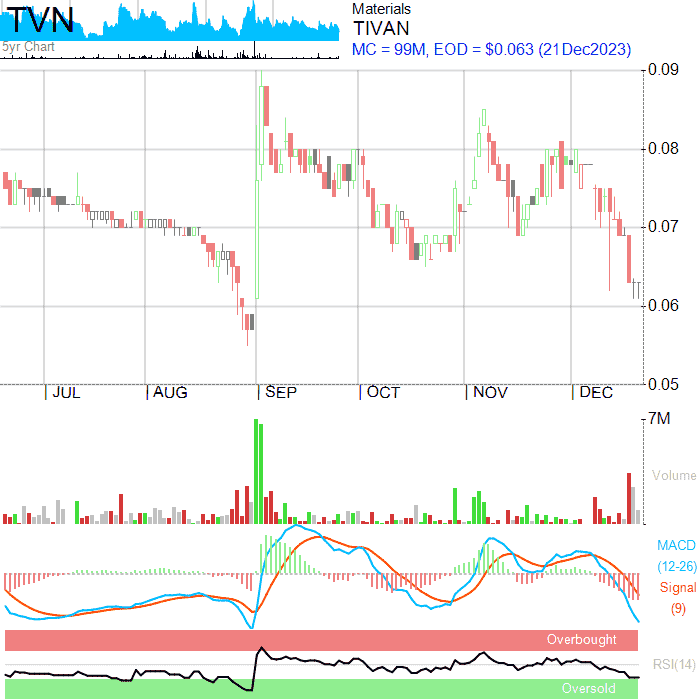 TVN
5yr Chart
Materials
TIVAN
MC = 99M, EOD = $0.063 (21Dec2023)
0.09
0.08
0.07
0.06
0.05
JUL AUG SEP OCT NOV DEC
7M
Volume
MACD
(12-26)
Signal
(9)
Overbought
RSI(14)
Oversold